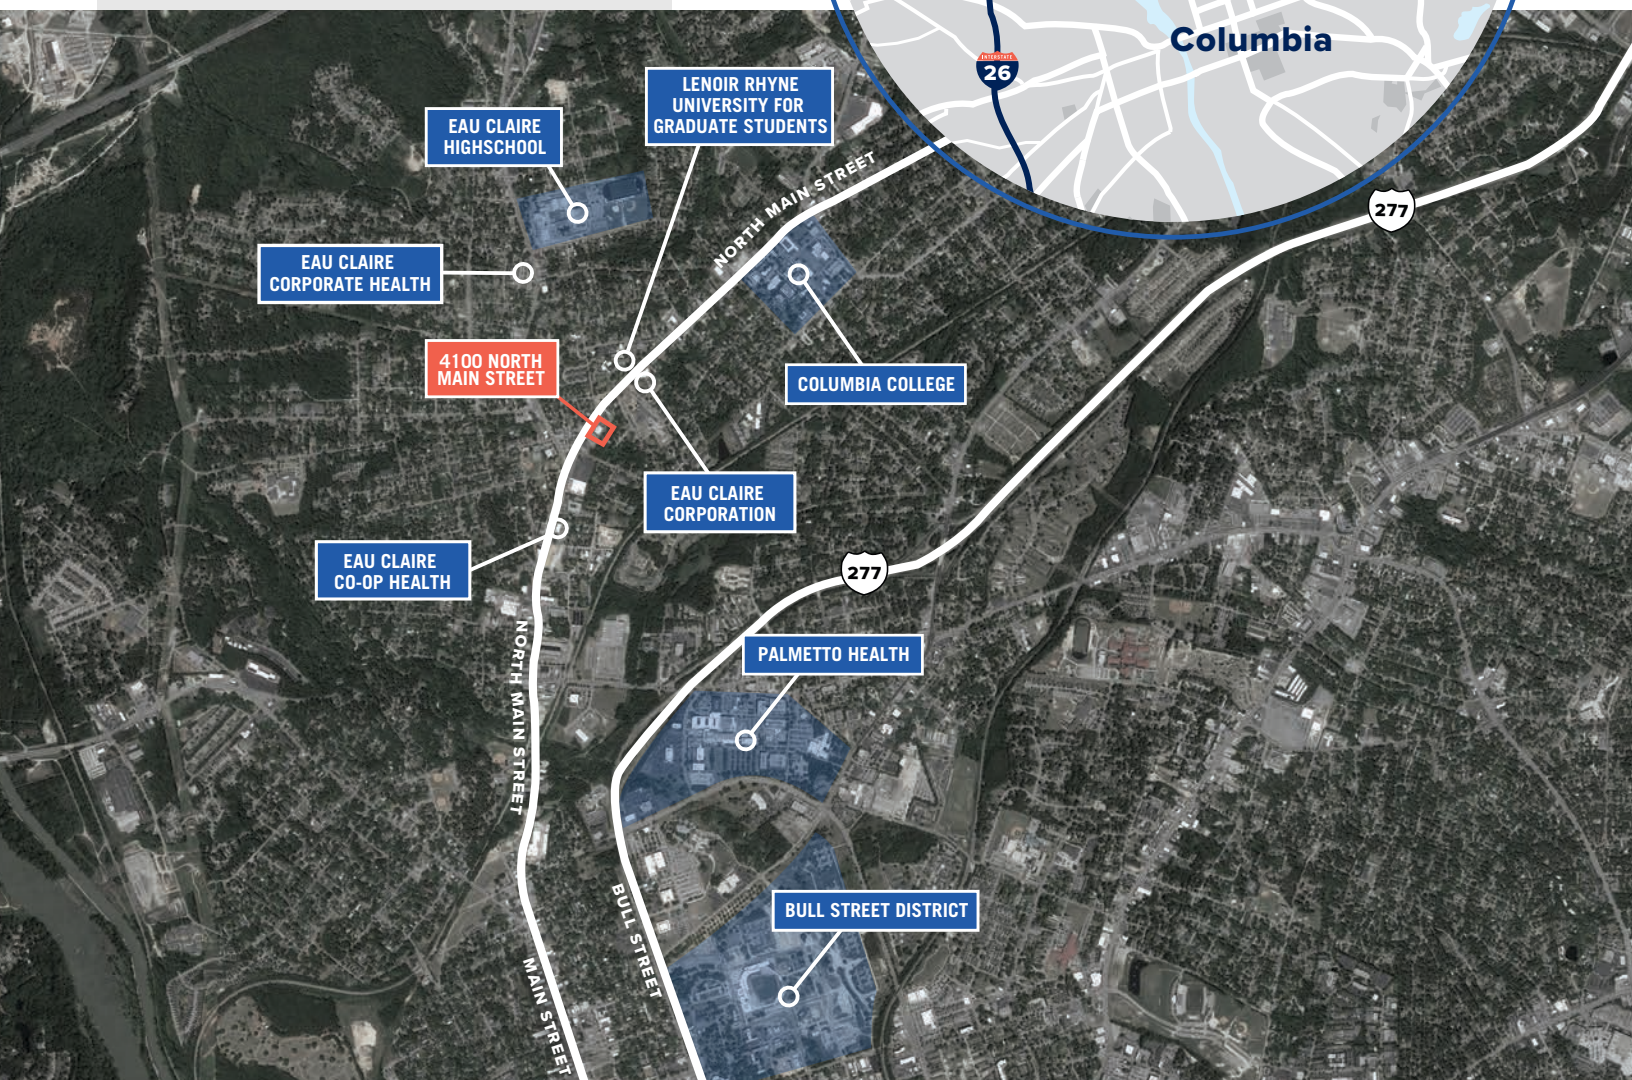 Columbia
INTERSTATE
26
LENOIR RHYNE
UNIVERSITY FOR
GRADUATE STUDENTS
EAU CLAIRE
HIGHSCHOOL
NORTH MAIN STREET
277
EAU CLAIRE
CORPORATE HEALTH
4100 NORTH
MAIN STREET
COLUMBIA COLLEGE
EAU CLAIRE
CORPORATION
EAU CLAIRE
CO-OP HEALTH
277
NORTH MAIN STREET
PALMETTO HEALTH
BULL STREET
BULL STREET DISTRICT
MAIN STREET